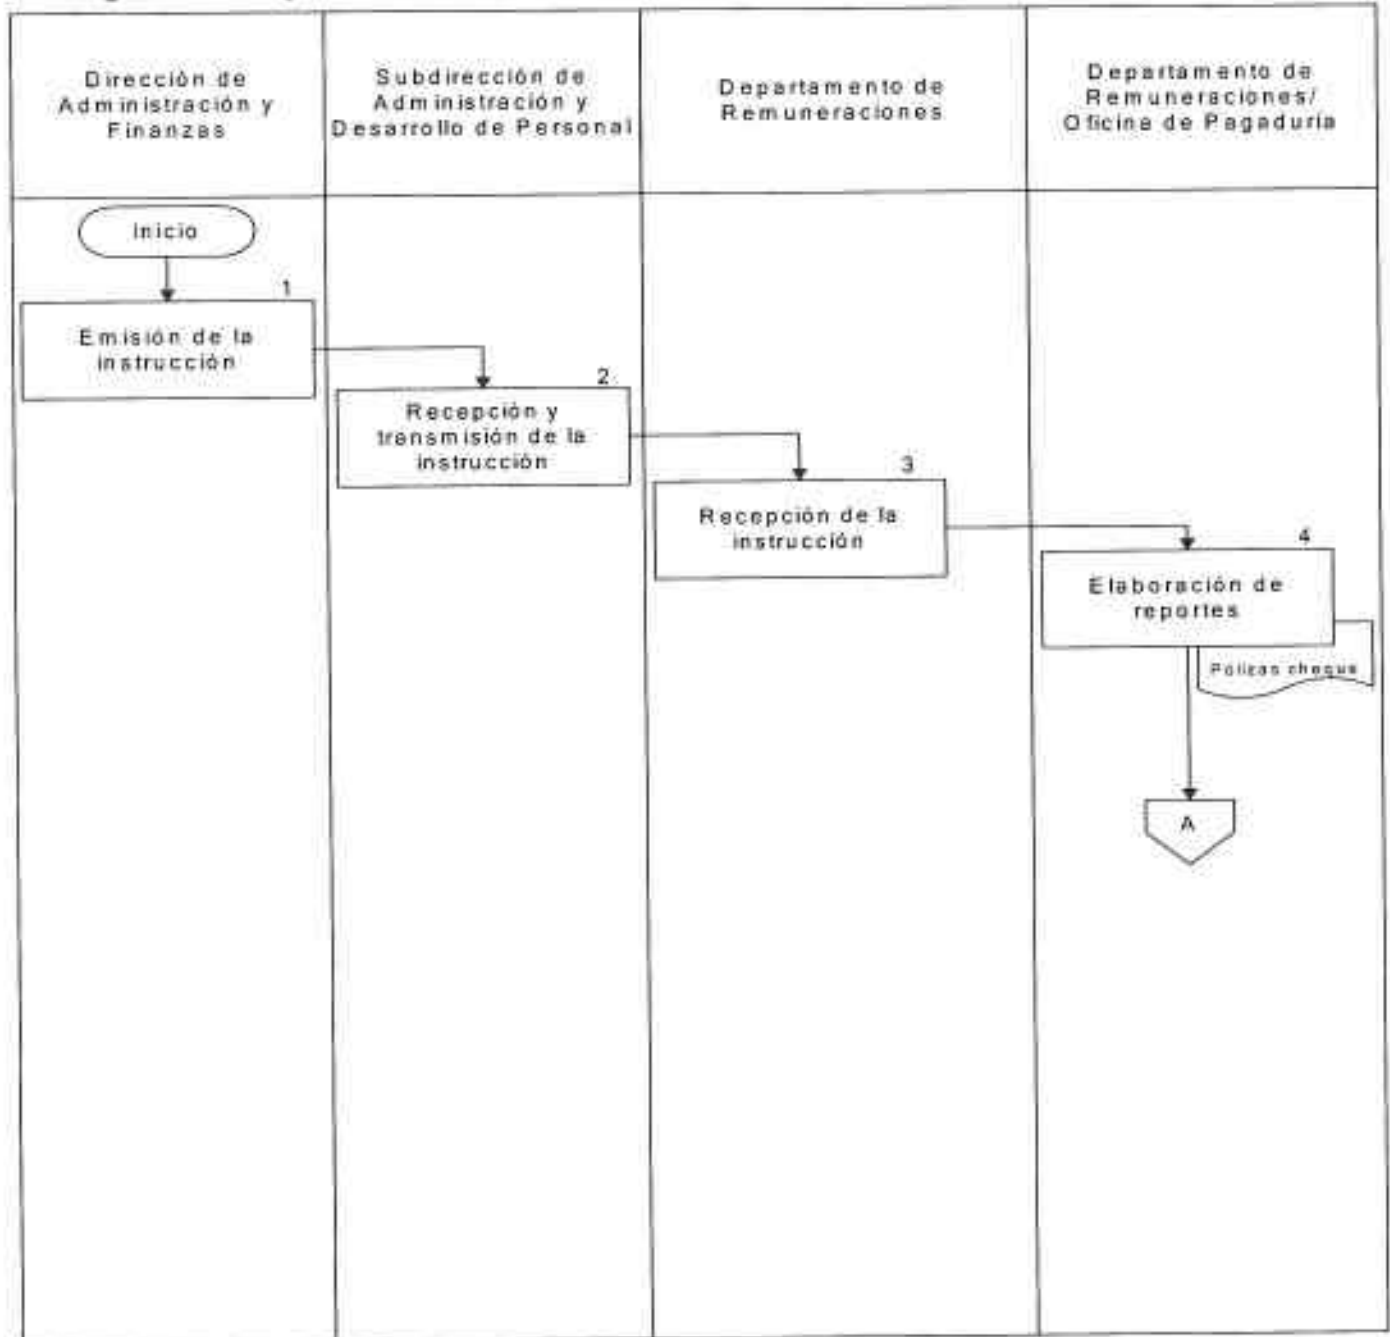 Dirección de
Administración y
Finanzas
Subdirección de
Administración y
Desarrollo de Personal
Departamento de
Remuneraciones
Departamento de
Remuneraciones/
Oficina de Pagaduría
Inicio
1
Emisión de la
instrucción
2
Recepción y
transmisión de la
instrucción
3
Recepción de la
instrucción
4
Elaboración de
reportes
Pólizas cheque
A